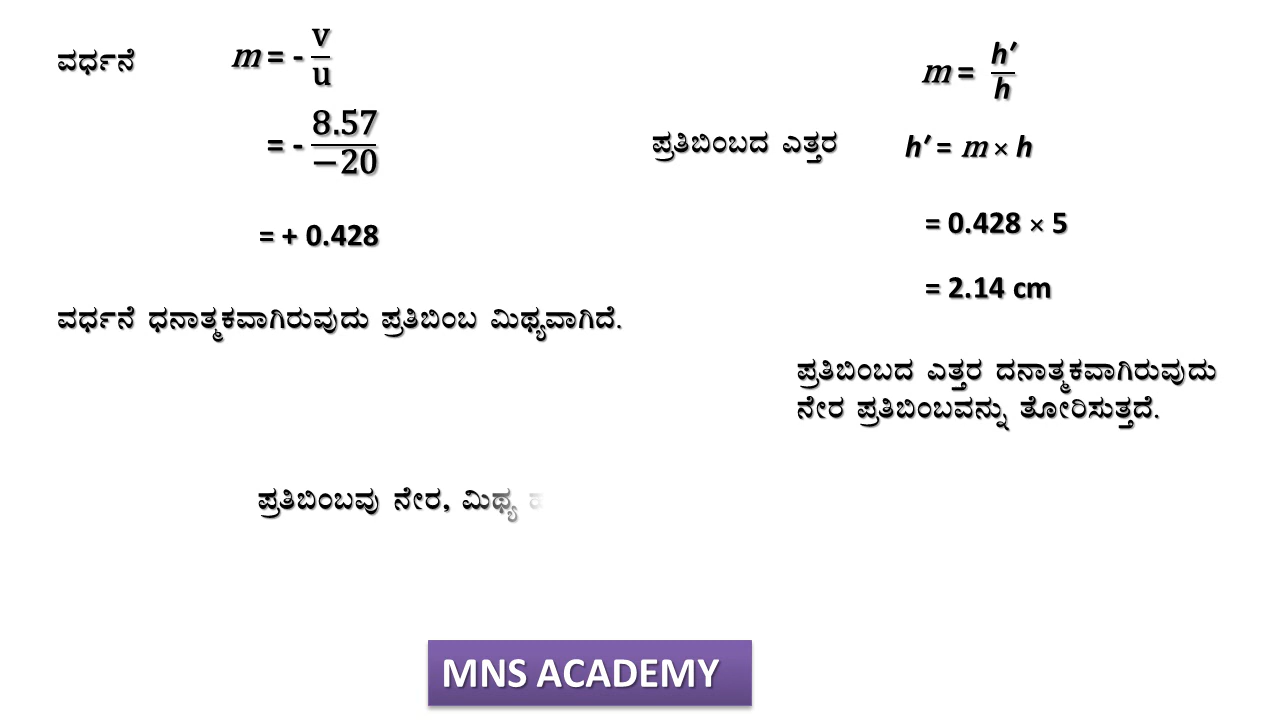 ವರ್ಧನೆ m = - v/u
= - 8.57/−20
= + 0.428
ವರ್ಧನೆ ಧನಾತ್ಮಕವಾಗಿರುವುದು ಪ್ರತಿಬಿಂಬ ಮಿಥ್ಯವಾಗಿದೆ.
m = h′/h
ಪ್ರತಿಬಿಂಬದ ಎತ್ತರ h′ = m × h
= 0.428 × 5
= 2.14 cm
ಪ್ರತಿಬಿಂಬದ ಎತ್ತರ ದನಾತ್ಮಕವಾಗಿರುವುದು
ನೇರ ಪ್ರತಿಬಿಂಬವನ್ನು ತೋರಿಸುತ್ತದೆ.
ಪ್ರತಿಬಿಂಬವು ನೇರ, ಮಿಥ್ಯ
MNS ACADEMY